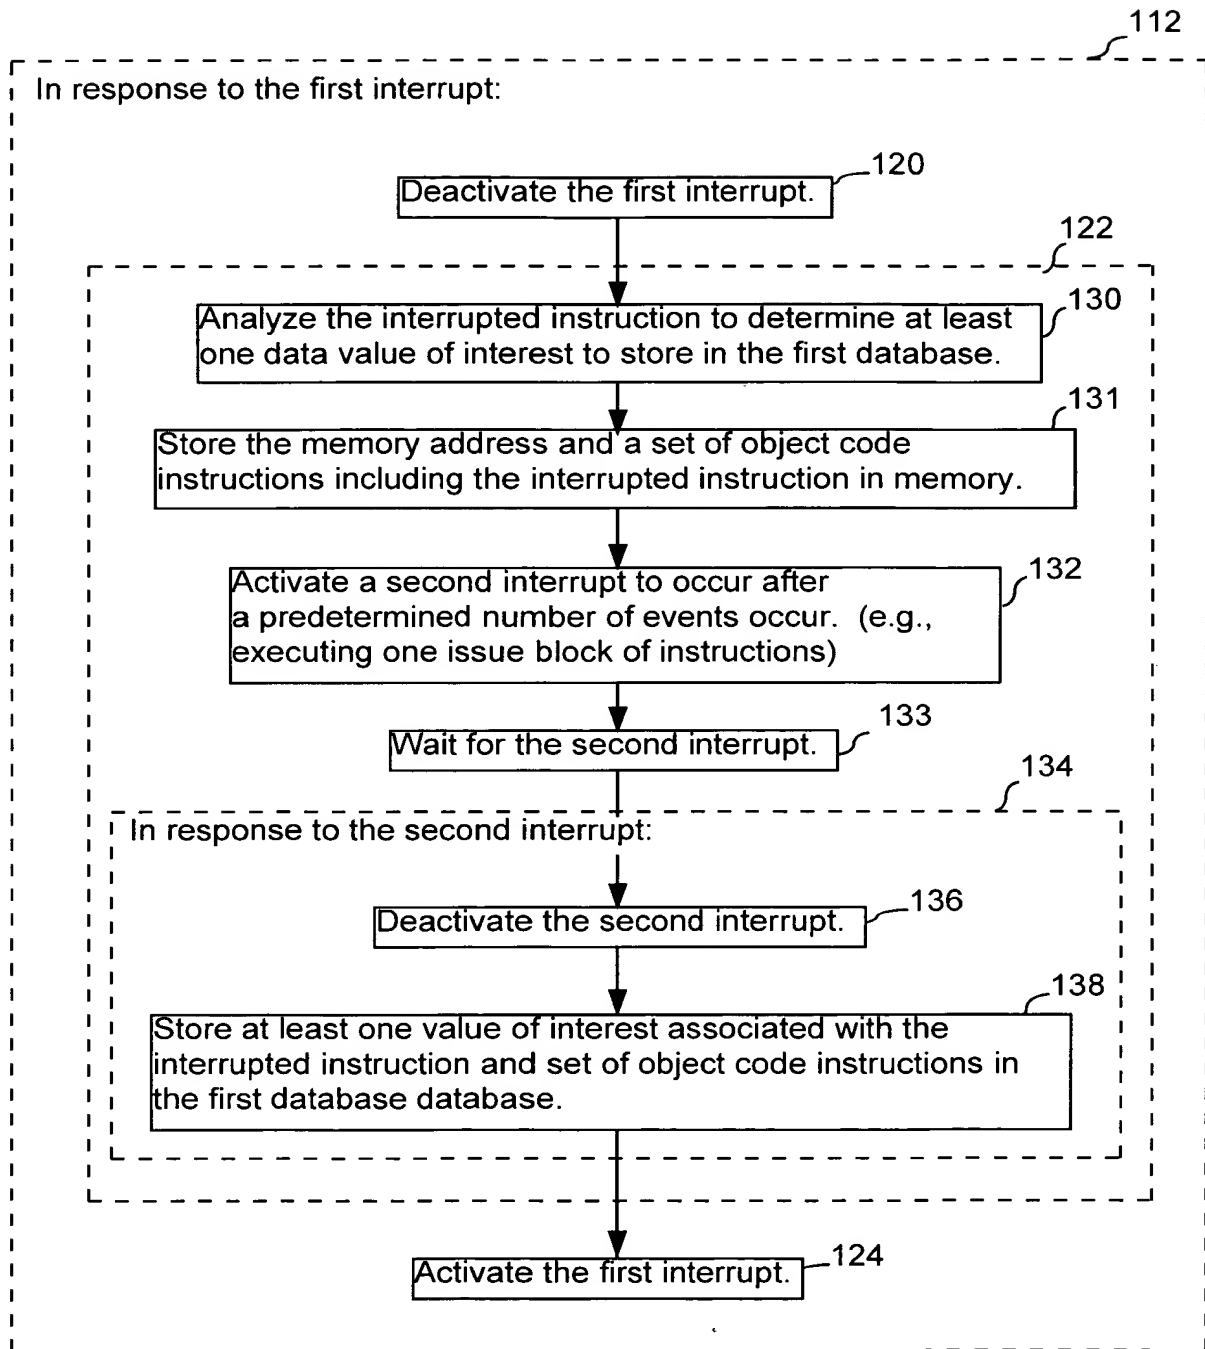 112
In response to the first interrupt:
120
Deactivate the first interrupt.
122
130
Analyze the interrupted instruction to determine at least
one data value of interest to store in the first database.
131
Store the memory address and a set of object code
instructions including the interrupted instruction in memory.
132
Activate a second interrupt to occur after
a predetermined number of events occur. (e.g.,
executing one issue block of instructions)
133
Wait for the second interrupt.
134
In response to the second interrupt:
136
Deactivate the second interrupt.
138
Store at least one value of interest associated with the
interrupted instruction and set of object code instructions in
the first database database.
124
Activate the first interrupt.